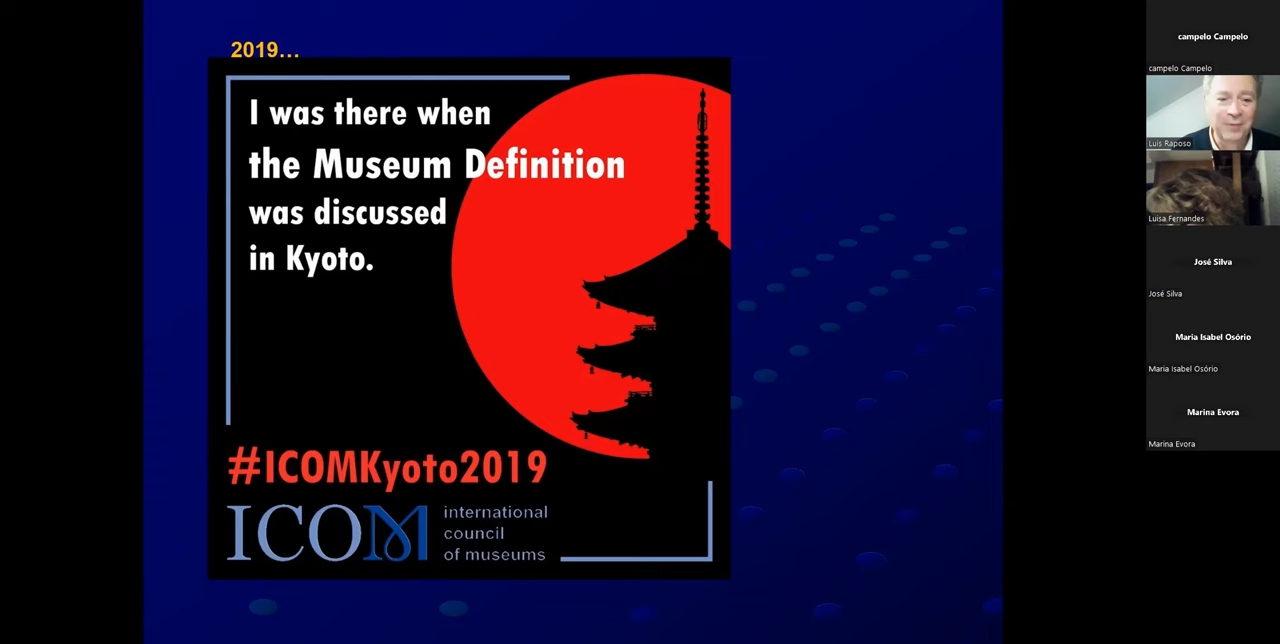 2019...
I was there when
the Museum Definition
was discussed
in Kyoto.
#ICOMKyoto2019
ICOM
international
council
of museums
campelo Campelo
campelo Campelo
Luis Raposo
Luisa Fernandes
José Silva
José Silva
Maria Isabel Osório
Maria Isabel Osório
Marina Evora
Marina Evora